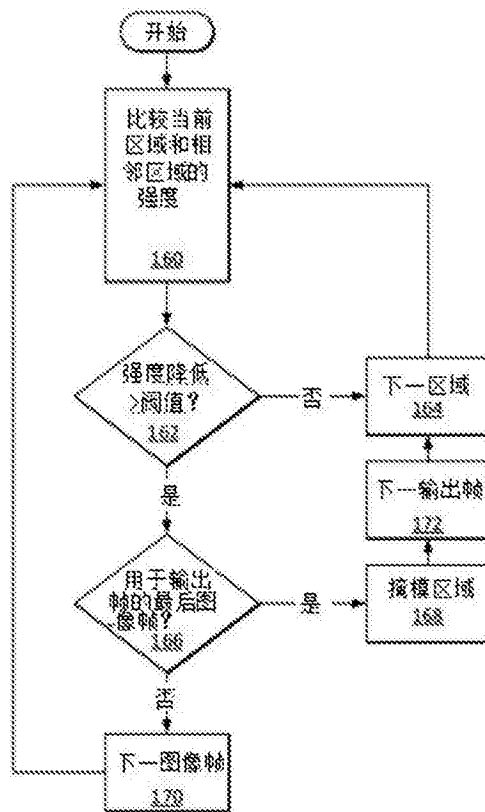 开始
比较当前
区域和相
邻区域的
强度
160
强度降低
>阈值?
162
否
下一区域
164
是
下一输出帧
172
用于输出
帧的最后图
像帧?
166
是
掩模区域
168
否
下一图像帧
170